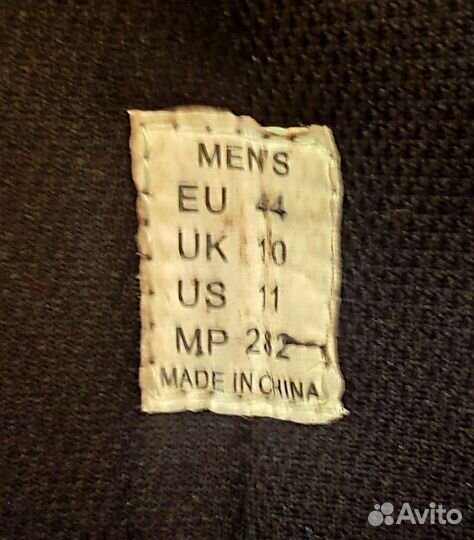 MEN'S
EU 44
UK 10
US 11
MP 282
MADE IN CHINA
Avito